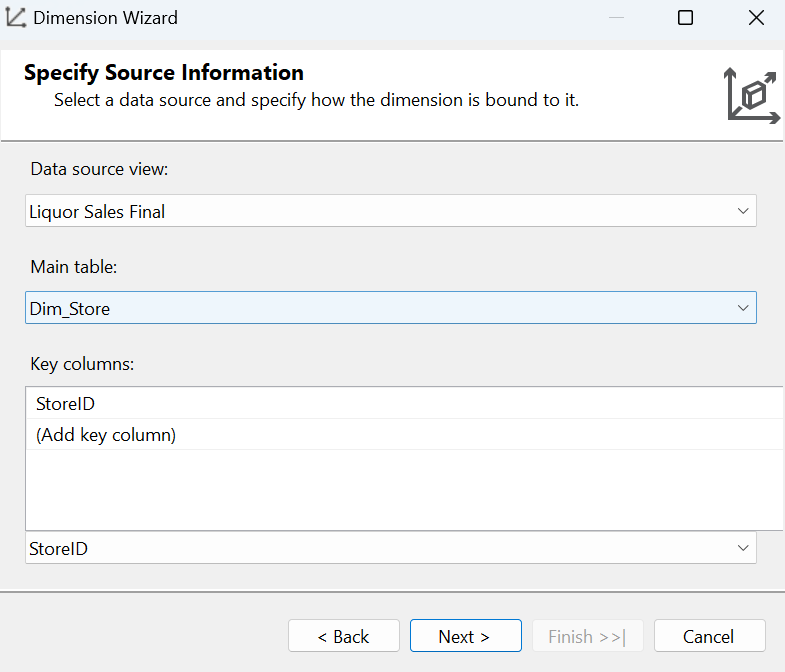 Dimension Wizard
Specify Source Information
Select a data source and specify how the dimension is bound to it.
Data source view:
Liquor Sales Final
Main table:
Dim_Store
Key columns:
StoreID
(Add key column)
StoreID
< Back Next > Finish >>| Cancel